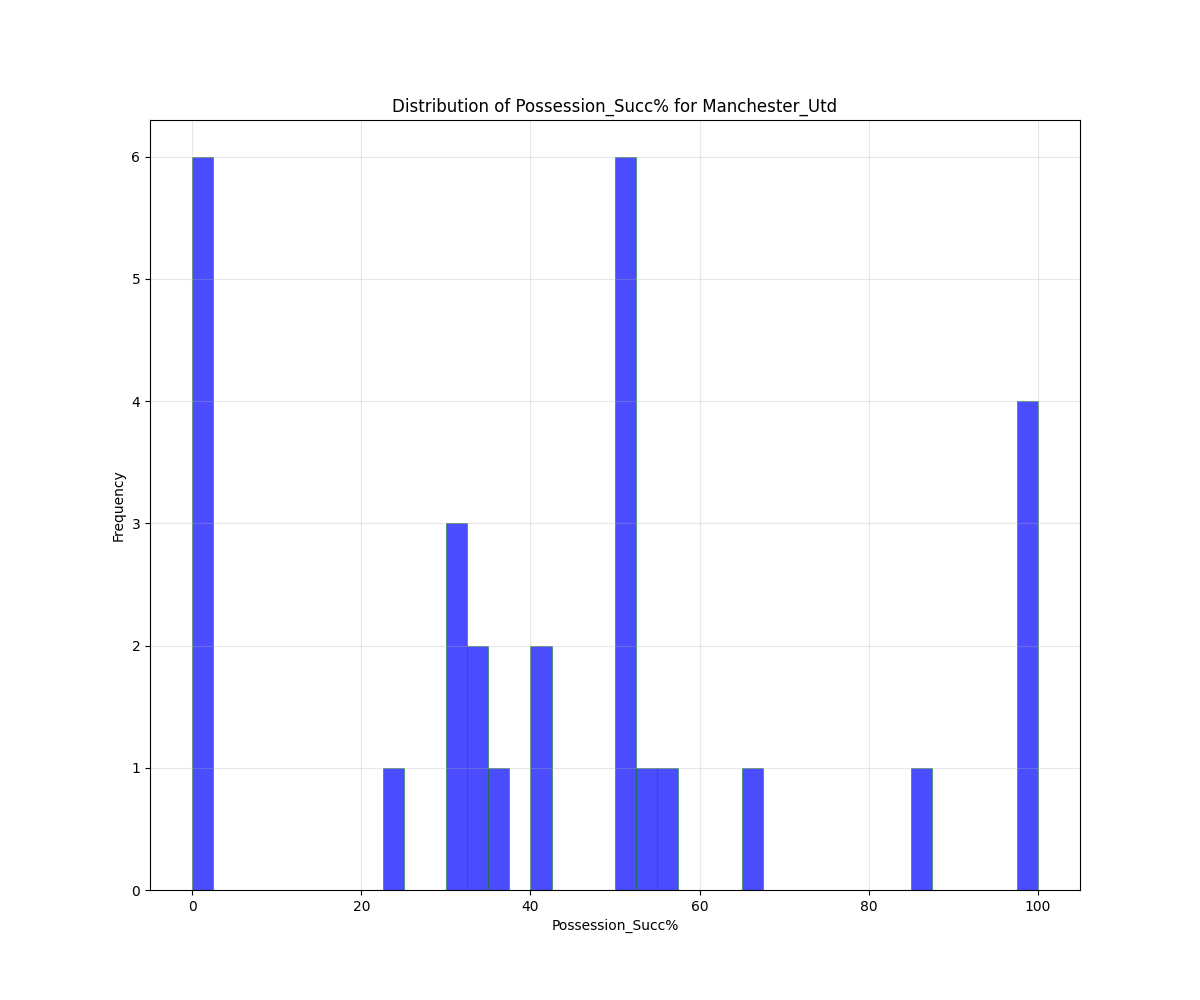 Distribution of Possession_Succ% for Manchester_Utd
6
5
4
3
2
1
0
Frequency
0 20 40 60 80 100
Possession_Succ%